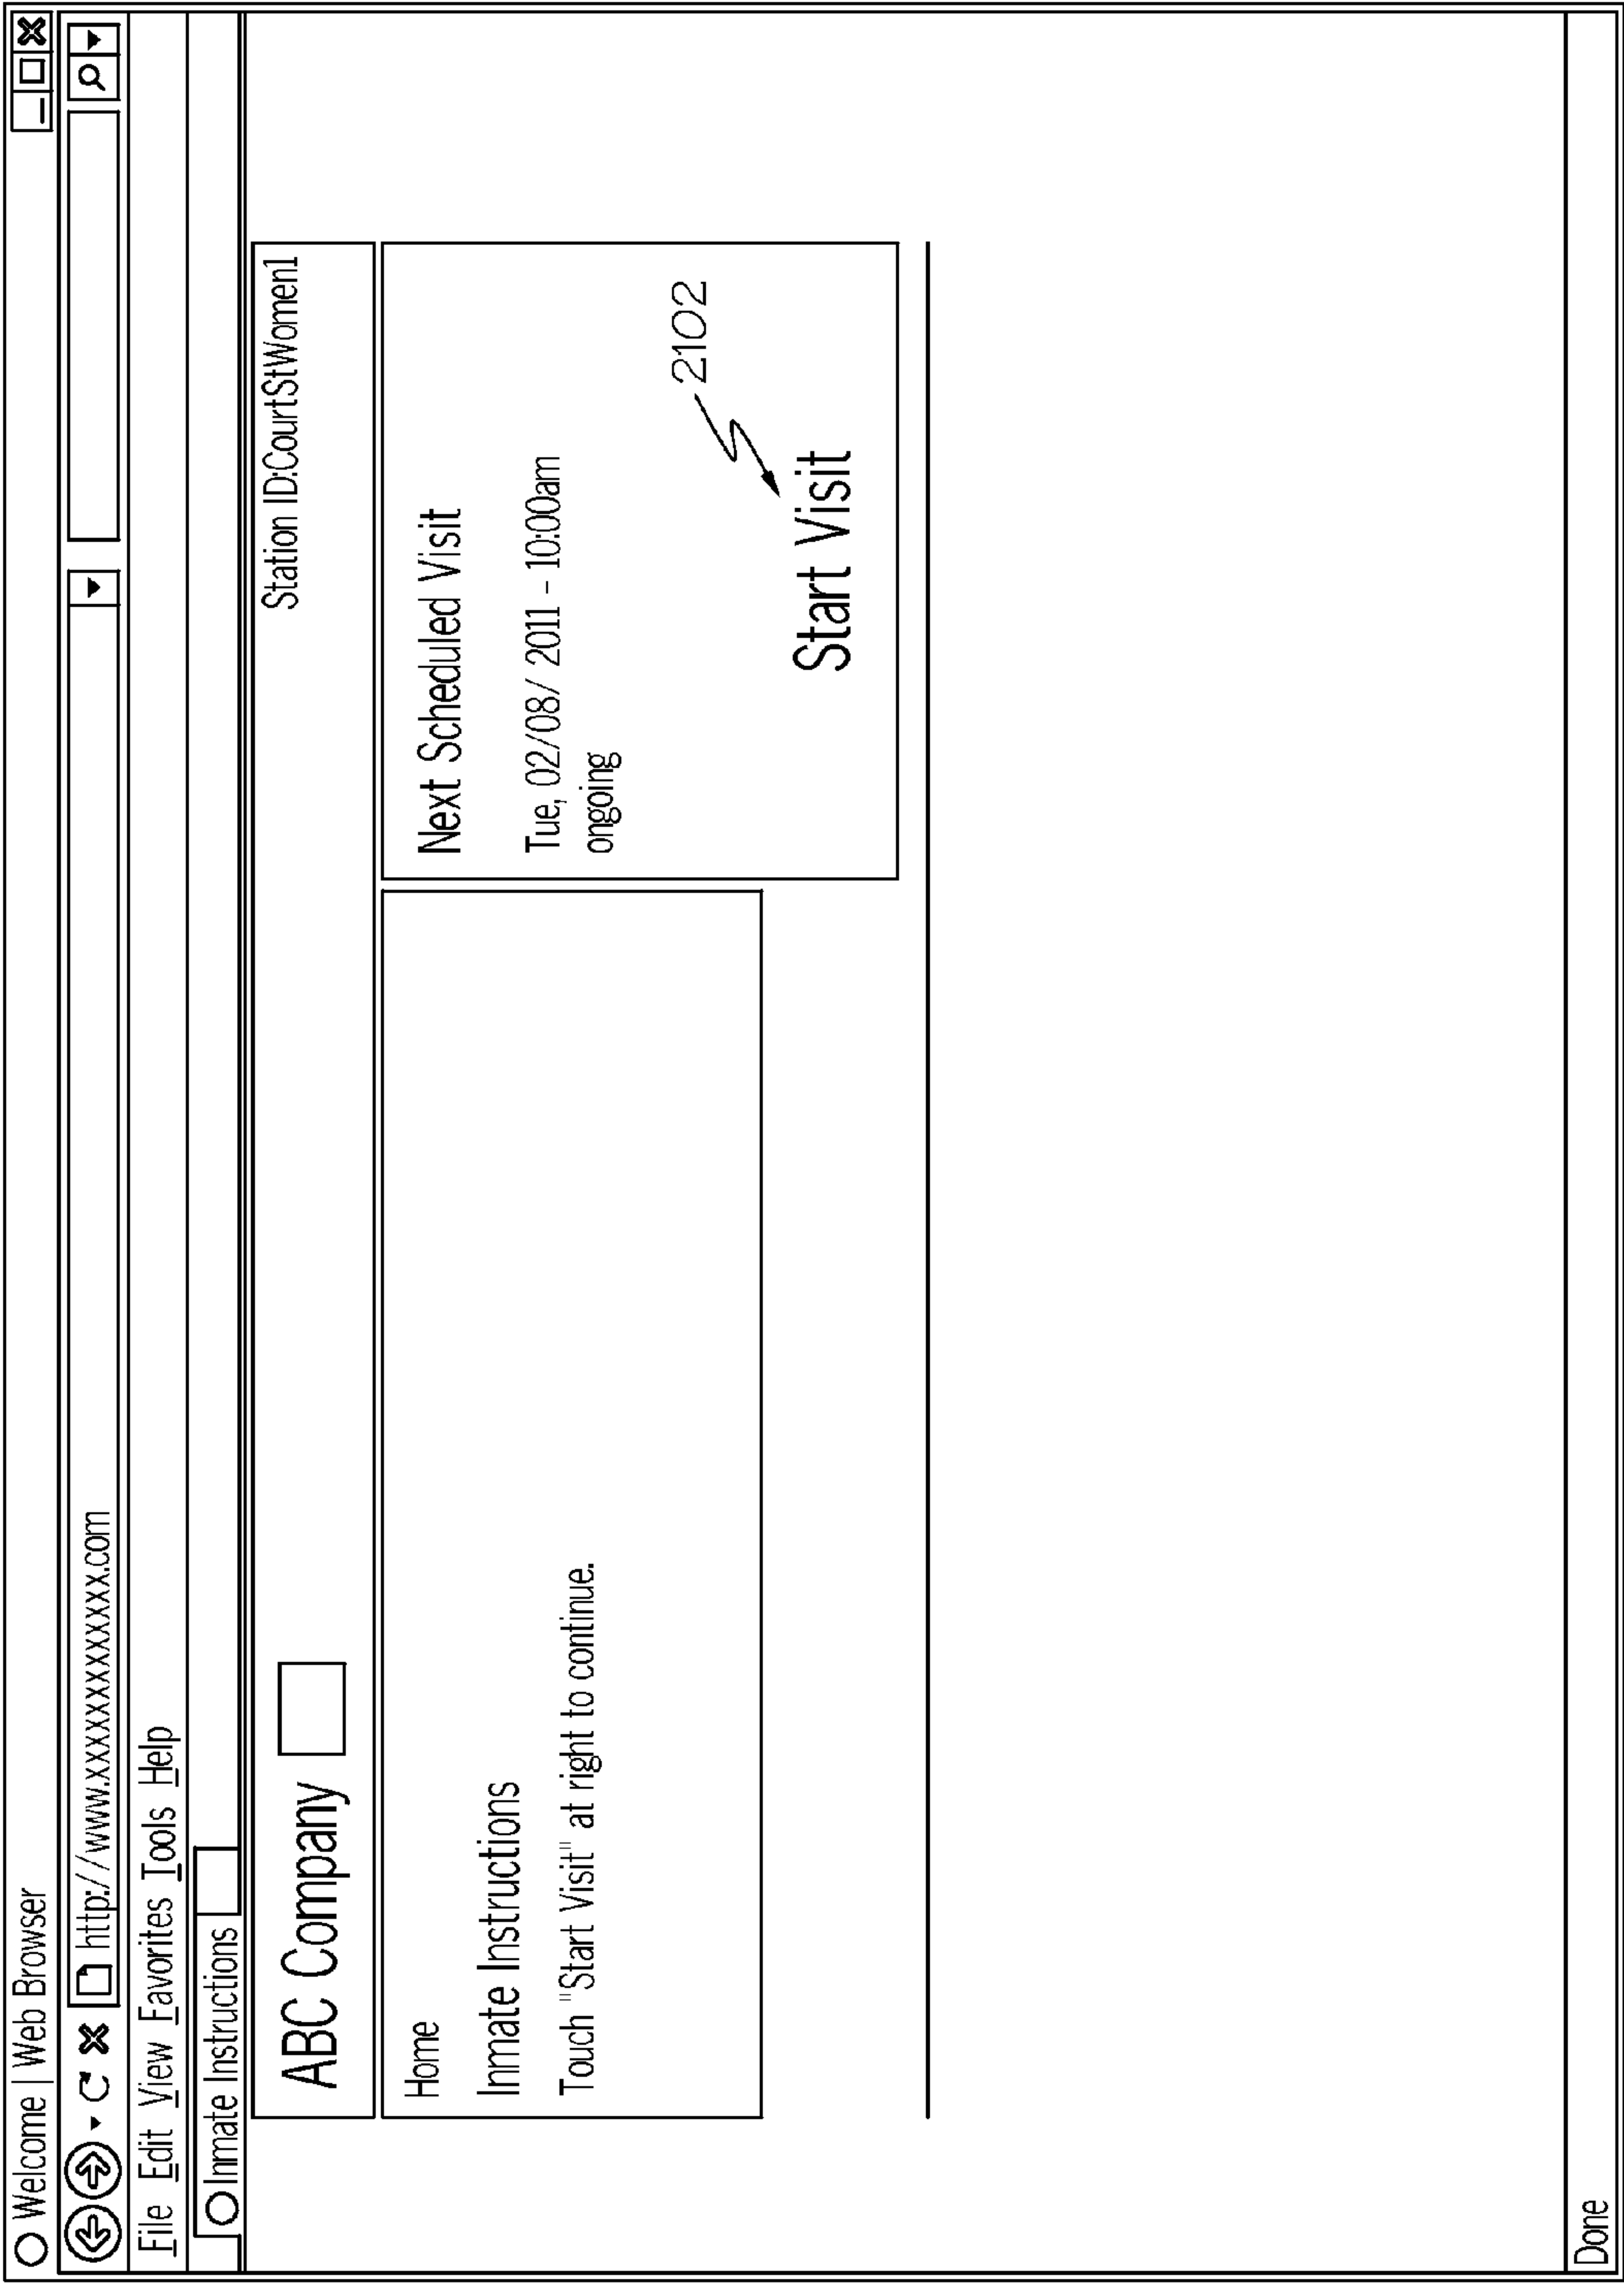 Welcome | Web Browser
http://www.xxxxxxxxxxxxx.com
File Edit View Favorites Tools Help
Inmate Instructions
ABC Company
Station ID:CourtStWomen1
Home
Inmate Instructions
Touch "Start Visit" at right to continue.
Next Scheduled Visit
Tue, 02/08/ 2011 - 10:00am
ongoing
2102
Start Visit
Done